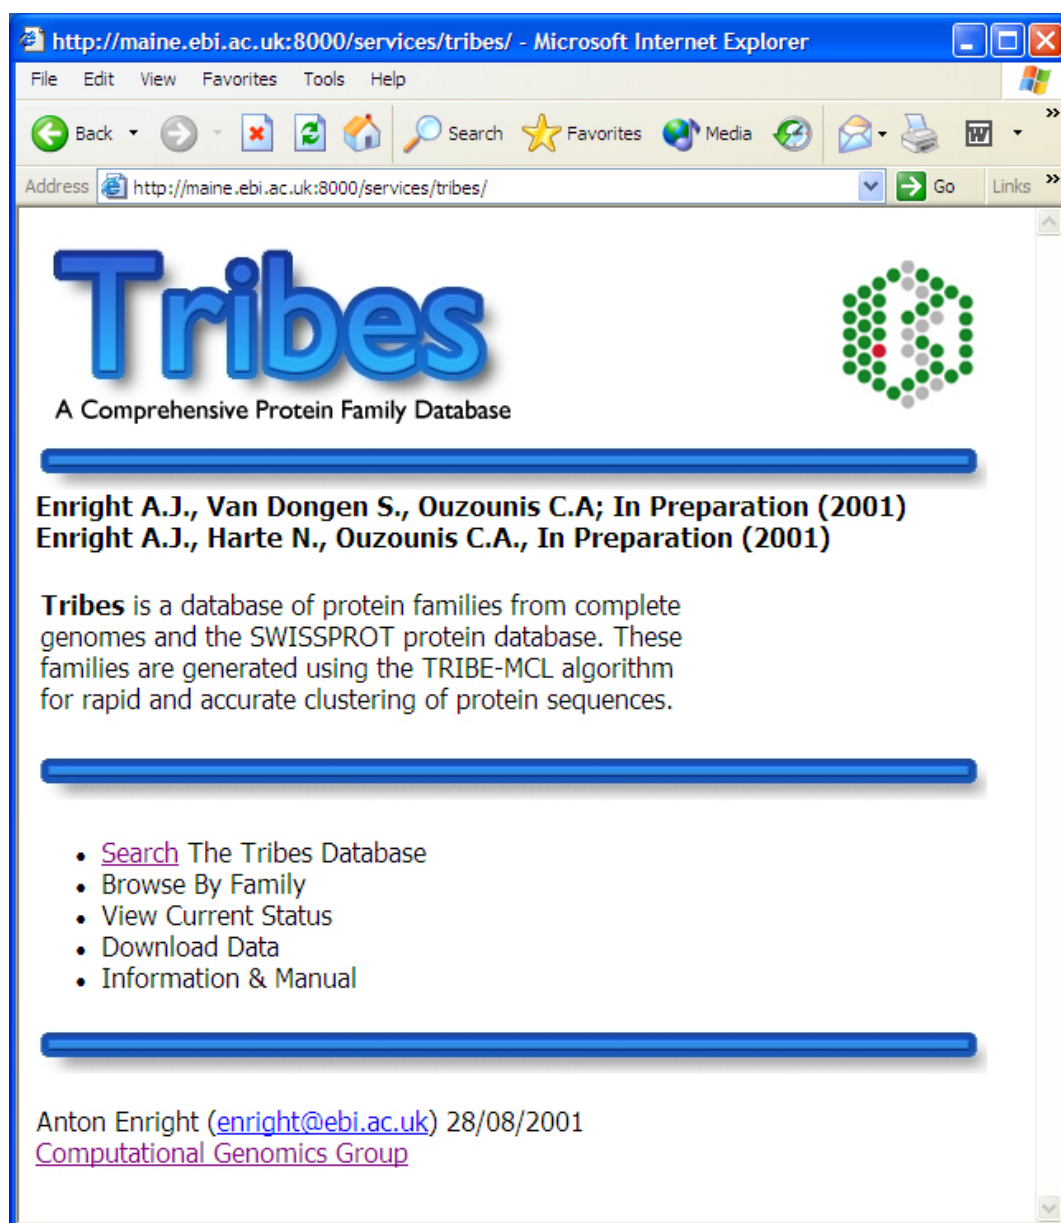 http://maine.ebi.ac.uk:8000/services/tribes/ - Microsoft Internet Explorer
File Edit View Favorites Tools Help
Back Search Favorites Media W
Address http://maine.ebi.ac.uk:8000/services/tribes/ Go Links
Tribes
A Comprehensive Protein Family Database
Enright A.J., Van Dongen S., Ouzounis C.A; In Preparation (2001)
Enright A.J., Harte N., Ouzounis C.A., In Preparation (2001)
Tribes is a database of protein families from complete
genomes and the SWISSPROT protein database. These
families are generated using the TRIBE-MCL algorithm
for rapid and accurate clustering of protein sequences.
• Search The Tribes Database
• Browse By Family
• View Current Status
• Download Data
• Information & Manual
Anton Enright (enright@ebi.ac.uk) 28/08/2001
Computational Genomics Group